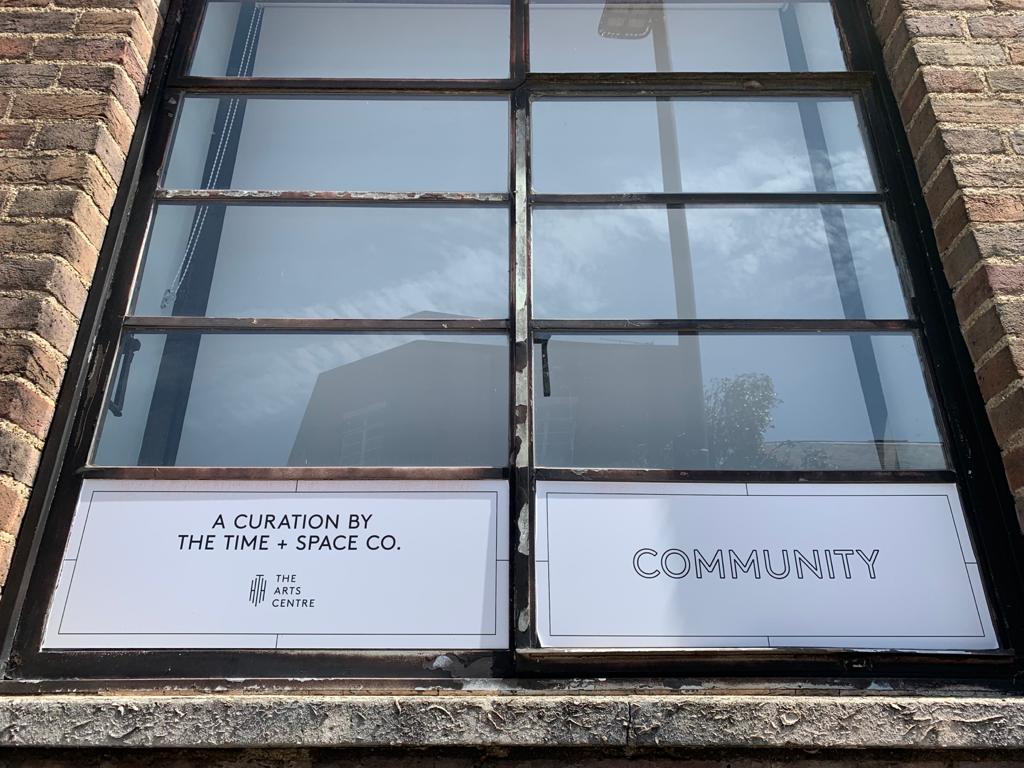 A CURATION BY
THE TIME + SPACE CO.
THE
ARTS
CENTRE
COMMUNITY